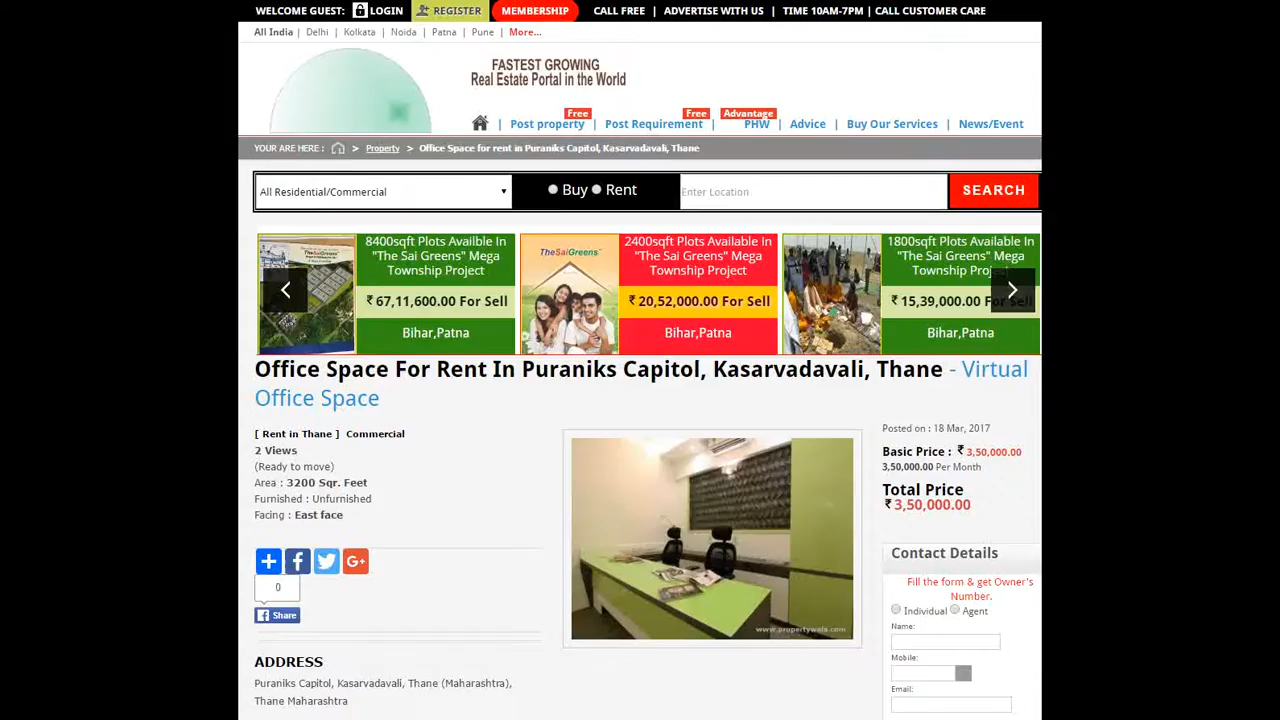 WELCOME GUEST: LOGIN REGISTER MEMBERSHIP CALL FREE | ADVERTISE WITH US | TIME 10AM-7PM | CALL CUSTOMER CARE
All India | Delhi | Kolkata | Noida | Patna | Pune | More...
FASTEST GROWING
Real Estate Portal in the World
Free Free Advantage
| Post property | Post Requirement | PHW | Advice | Buy Our Services | News/Event
YOUR ARE HERE : > Property > Office Space for rent in Puraniks Capitol, Kasarvadavali, Thane
All Residential/Commercial Buy Rent Enter Location SEARCH
8400sqft Plots Availble In
"The Sai Greens" Mega
Township Project
₹ 67,11,600.00 For Sell
Bihar,Patna
TheSaiGreens
2400sqft Plots Available In
"The Sai Greens" Mega
Township Project
₹ 20,52,000.00 For Sell
Bihar,Patna
1800sqft Plots Available In
"The Sai Greens" Mega
Township Project
₹ 15,39,000.00 For Sell
Bihar,Patna
Office Space For Rent In Puraniks Capitol, Kasarvadavali, Thane - Virtual
Office Space
[ Rent in Thane ] Commercial
2 Views
(Ready to move)
Area : 3200 Sqr. Feet
Furnished : Unfurnished
Facing : East face
0
Share
ADDRESS
Puraniks Capitol, Kasarvadavali, Thane (Maharashtra),
Thane Maharashtra
www.propertywala.com
Posted on : 18 Mar, 2017
Basic Price : ₹ 3,50,000.00
3,50,000.00 Per Month
Total Price
₹ 3,50,000.00
Contact Details
Fill the form & get Owner's
Number.
Individual Agent
Name:
Mobile:
Email: